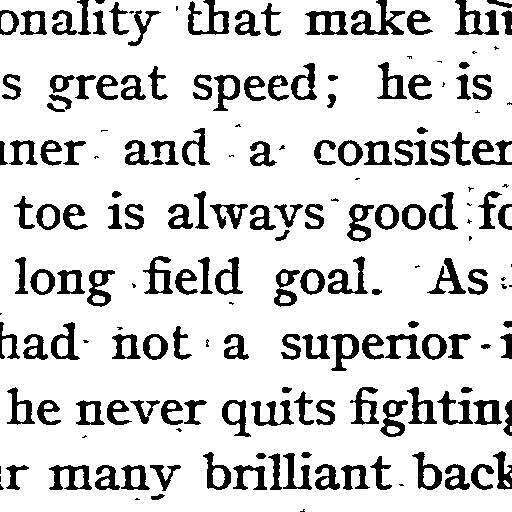 onality that make hi
s great speed; he is
ner and a consisten
toe is always good fo
long field goal. As
had not a superior i
he never quits fighting
r many brilliant back